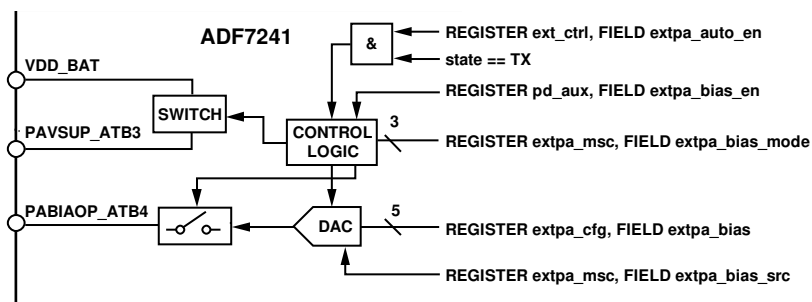 ADF7241
REGISTER ext_ctrl, FIELD extpa_auto_en
&
state == TX
VDD_BAT
REGISTER pd_aux, FIELD extpa_bias_en
SWITCH
CONTROL
LOGIC
3
PAVSUP_ATB3
REGISTER extpa_msc, FIELD extpa_bias_mode
PABIAOP_ATB4
DAC
5
REGISTER extpa_cfg, FIELD extpa_bias
REGISTER extpa_msc, FIELD extpa_bias_src